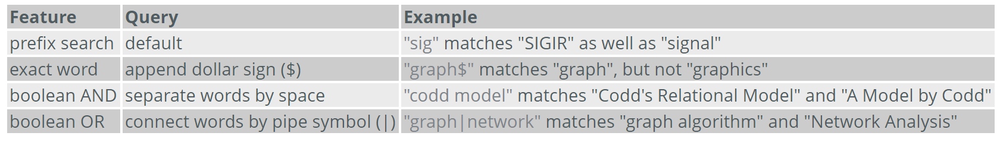 Feature Query Example
prefix search default "sig" matches "SIGIR" as well as "signal"
exact word append dollar sign ($) "graph$" matches "graph", but not "graphics"
boolean AND separate words by space "codd model" matches "Codd's Relational Model" and "A Model by Codd"
boolean OR connect words by pipe symbol (|) "graph|network" matches "graph algorithm" and "Network Analysis"